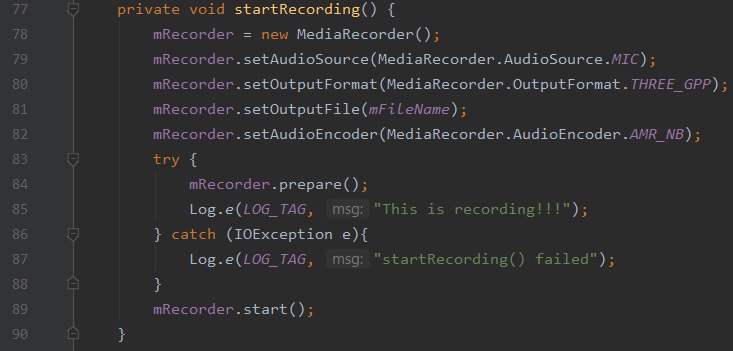 77 private void startRecording() {
78 mRecorder = new MediaRecorder();
79 mRecorder.setAudioSource(MediaRecorder.AudioSource.MIC);
80 mRecorder.setOutputFormat(MediaRecorder.OutputFormat.THREE_GPP);
81 mRecorder.setOutputFile(mFileName);
82 mRecorder.setAudioEncoder(MediaRecorder.AudioEncoder.AMR_NB);
83 try {
84 mRecorder.prepare();
85 Log.e(LOG_TAG, msg: "This is recording!!!");
86 } catch (IOException e){
87 Log.e(LOG_TAG, msg: "startRecording() failed");
88 }
89 mRecorder.start();
90 }